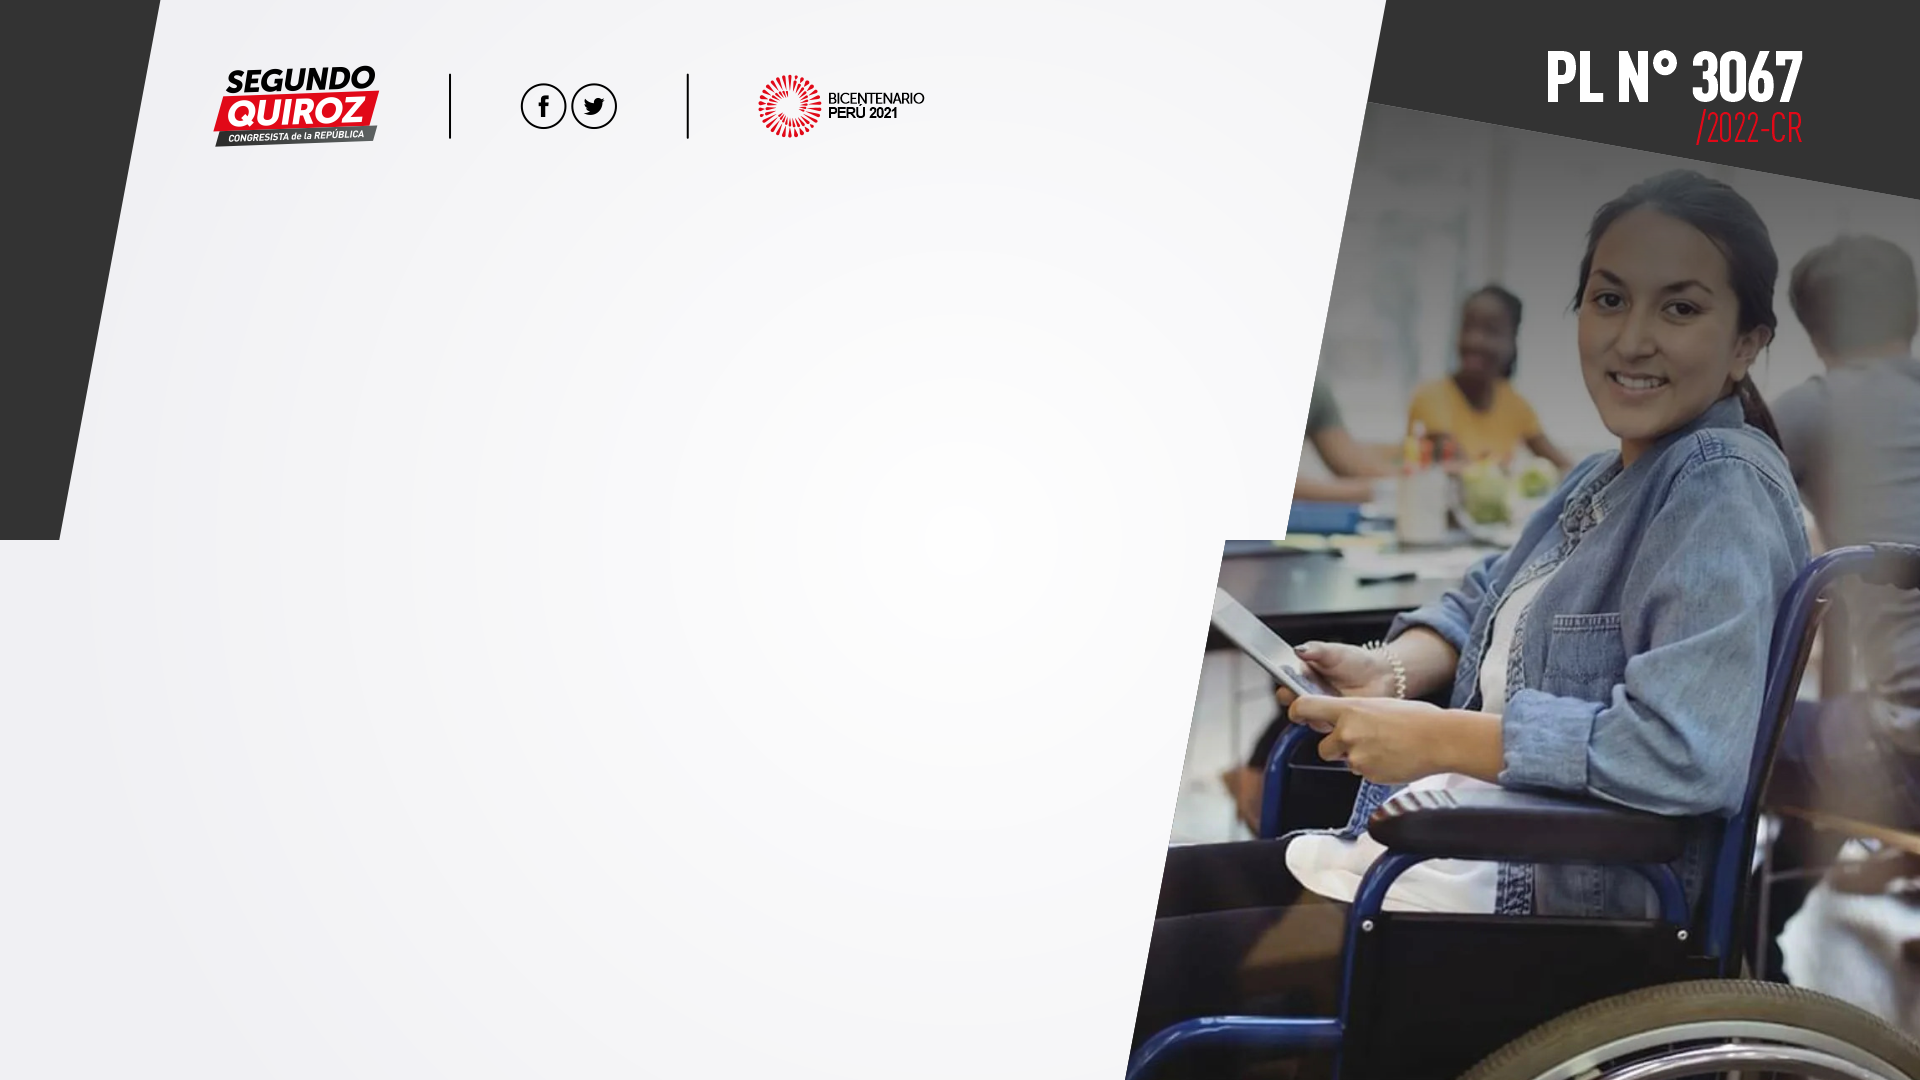 SEGUNDO
QUIROZ
CONGRESISTA de la REPÚBLICA
f
BICENTENARIO
PERÚ 2021
PL N° 3067
/2022-CR